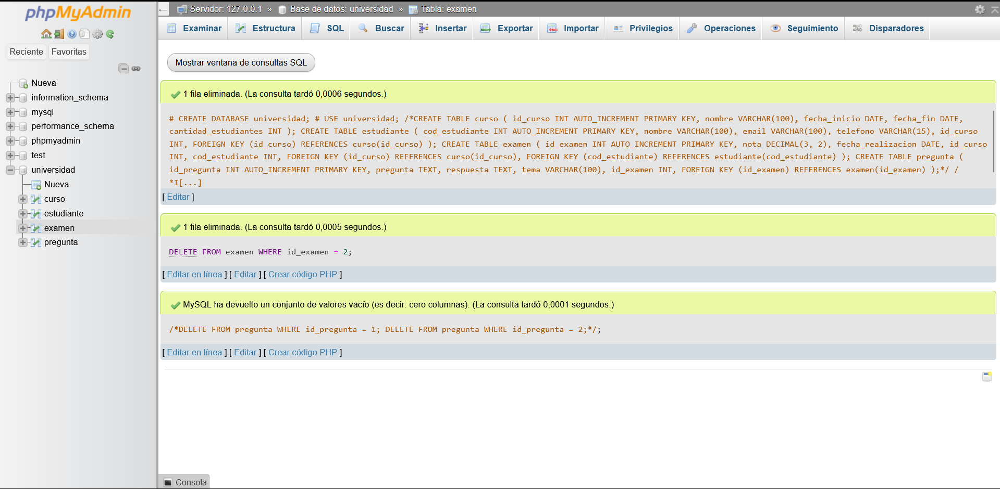 phpMyAdmin
Reciente Favoritas
Nueva
information_schema
mysql
performance_schema
phpmyadmin
test
universidad
Nueva
curso
estudiante
examen
pregunta
← Servidor: 127.0.0.1 » Base de datos: universidad » Tabla: examen
Examinar Estructura SQL Buscar Insertar Exportar Importar Privilegios Operaciones Seguimiento Disparadores
Mostrar ventana de consultas SQL
1 fila eliminada. (La consulta tardó 0,0006 segundos.)
# CREATE DATABASE universidad; # USE universidad; /*CREATE TABLE curso ( id_curso INT AUTO_INCREMENT PRIMARY KEY, nombre VARCHAR(100), fecha_inicio DATE, fecha_fin DATE,
cantidad_estudiantes INT ); CREATE TABLE estudiante ( cod_estudiante INT AUTO_INCREMENT PRIMARY KEY, nombre VARCHAR(100), email VARCHAR(100), telefono VARCHAR(15), id_curso
INT, FOREIGN KEY (id_curso) REFERENCES curso(id_curso) ); CREATE TABLE examen ( id_examen INT AUTO_INCREMENT PRIMARY KEY, nota DECIMAL(3, 2), fecha_realizacion DATE, id_curso
INT, cod_estudiante INT, FOREIGN KEY (id_curso) REFERENCES curso(id_curso), FOREIGN KEY (cod_estudiante) REFERENCES estudiante(cod_estudiante) ); CREATE TABLE pregunta (
id_pregunta INT AUTO_INCREMENT PRIMARY KEY, pregunta TEXT, respuesta TEXT, tema VARCHAR(100), id_examen INT, FOREIGN KEY (id_examen) REFERENCES examen(id_examen) );*/ /
*I[...]
[ Editar ]
1 fila eliminada. (La consulta tardó 0,0005 segundos.)
DELETE FROM examen WHERE id_examen = 2;
[ Editar en línea ] [ Editar ] [ Crear código PHP ]
MySQL ha devuelto un conjunto de valores vacío (es decir: cero columnas). (La consulta tardó 0,0001 segundos.)
/*DELETE FROM pregunta WHERE id_pregunta = 1; DELETE FROM pregunta WHERE id_pregunta = 2;*/;
[ Editar en línea ] [ Editar ] [ Crear código PHP ]
Consola